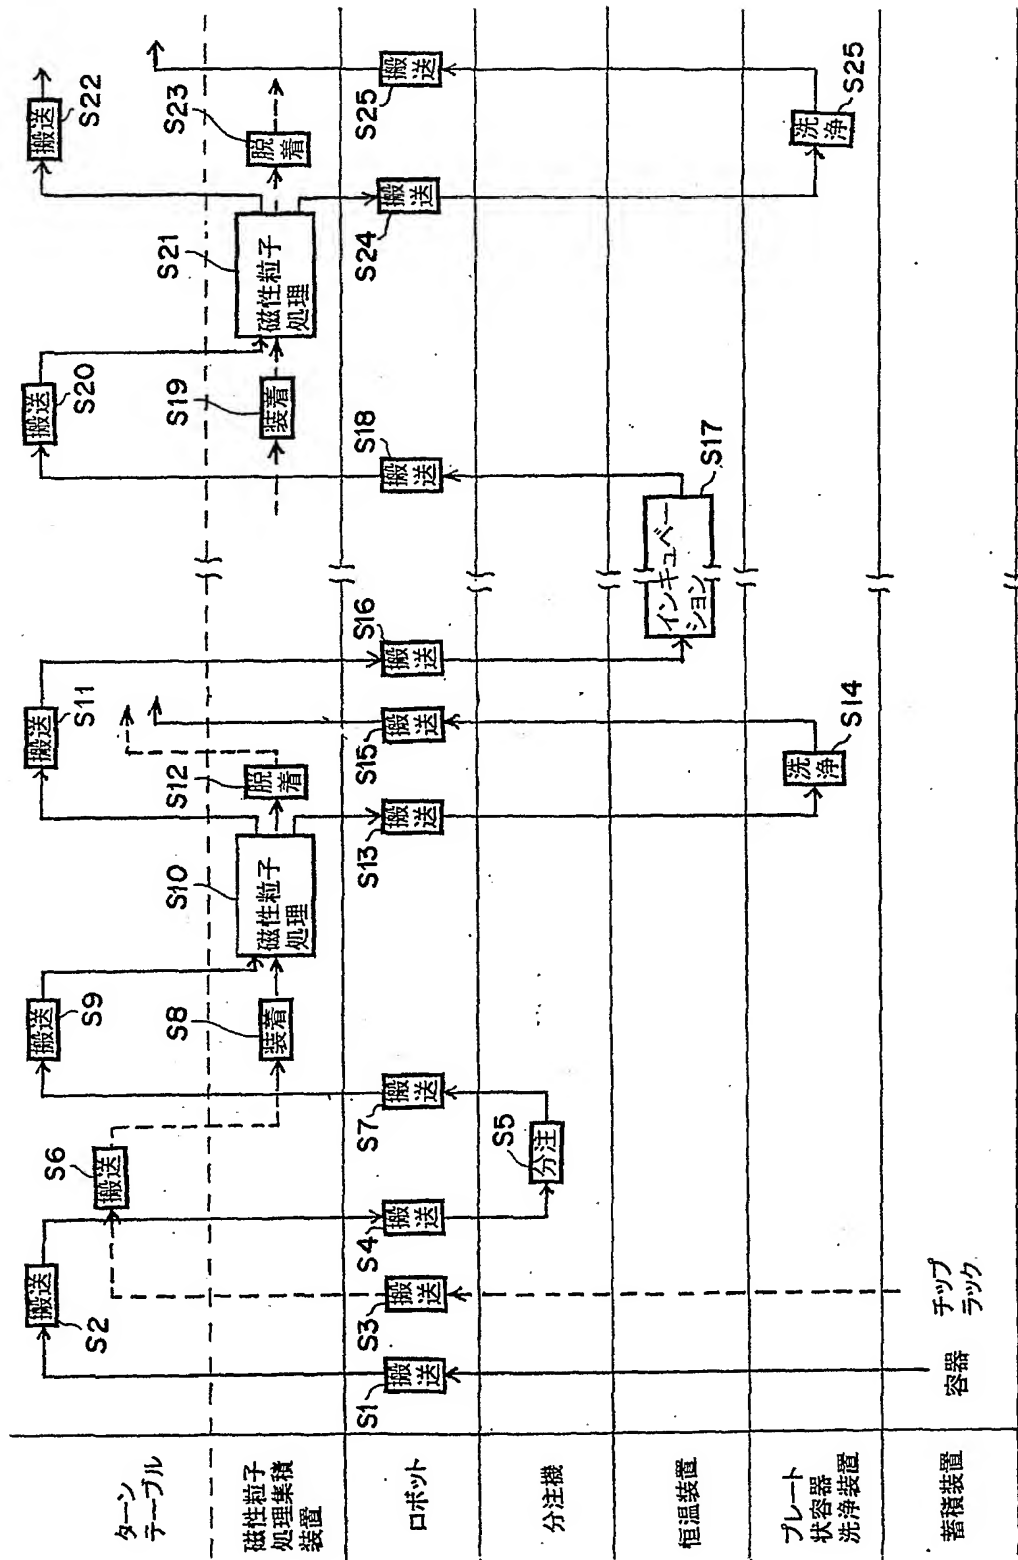 ターン
テーブル
磁性粒子
処理集積
装置
ロボット
分注機
恒温装置
プレート
状容器
洗浄装置
蓄積装置
容器
チップ
ラック
S1
搬送
S2
搬送
S3
搬送
S4
搬送
S5
分注
S6
搬送
S7
搬送
S8
装着
S9
搬送
S10
磁性粒子
処理
S11
搬送
S12
脱着
S13
搬送
S14
洗浄
S15
搬送
S16
搬送
S17
インキュベー
ション
S18
搬送
S19
装着
S20
搬送
S21
磁性粒子
処理
S22
搬送
S23
脱着
S24
搬送
S25
搬送
S25
洗浄